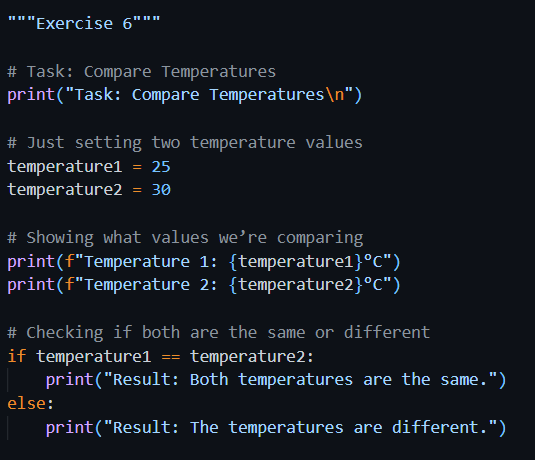 """Exercise 6"""
# Task: Compare Temperatures
print("Task: Compare Temperatures\n")
# Just setting two temperature values
temperature1 = 25
temperature2 = 30
# Showing what values we’re comparing
print(f"Temperature 1: {temperature1}°C")
print(f"Temperature 2: {temperature2}°C")
# Checking if both are the same or different
if temperature1 == temperature2:
    print("Result: Both temperatures are the same.")
else:
    print("Result: The temperatures are different.")